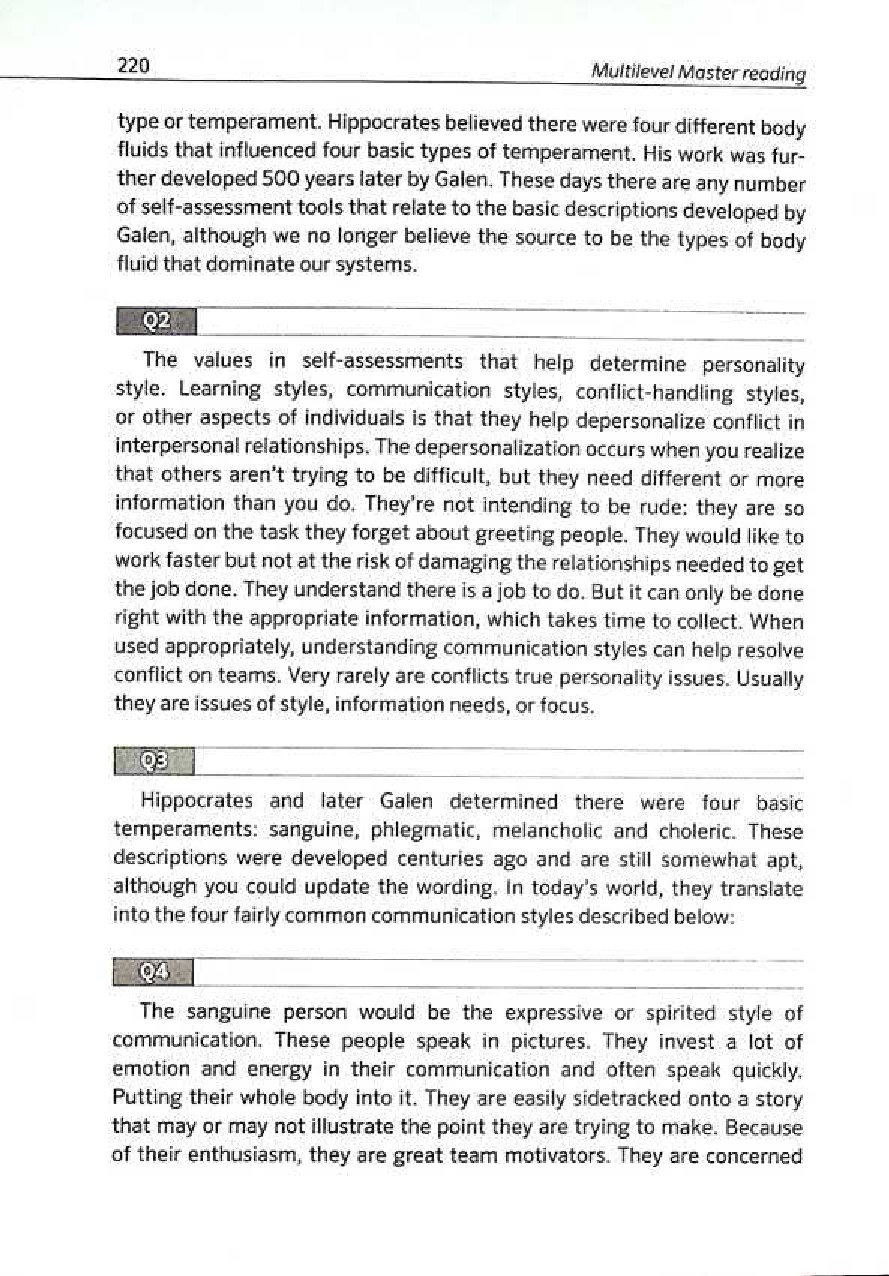 220
Multilevel Master reading
type or temperament. Hippocrates believed there were four different body
fluids that influenced four basic types of temperament. His work was fur-
ther developed 500 years later by Galen. These days there are any number
of self-assessment tools that relate to the basic descriptions developed by
Galen, although we no longer believe the source to be the types of body
fluid that dominate our systems.
Q2
The values in self-assessments that help determine personality
style. Learning styles, communication styles, conflict-handling styles,
or other aspects of individuals is that they help depersonalize conflict in
interpersonal relationships. The depersonalization occurs when you realize
that others aren't trying to be difficult, but they need different or more
information than you do. They're not intending to be rude: they are so
focused on the task they forget about greeting people. They would like to
work faster but not at the risk of damaging the relationships needed to get
the job done. They understand there is a job to do. But it can only be done
right with the appropriate information, which takes time to collect. When
used appropriately, understanding communication styles can help resolve
conflict on teams. Very rarely are conflicts true personality issues. Usually
they are issues of style, information needs, or focus.
Q3
Hippocrates and later Galen determined there were four basic
temperaments: sanguine, phlegmatic, melancholic and choleric. These
descriptions were developed centuries ago and are still somewhat apt,
although you could update the wording. In today's world, they translate
into the four fairly common communication styles described below:
Q4
The sanguine person would be the expressive or spirited style of
communication. These people speak in pictures. They invest a lot of
emotion and energy in their communication and often speak quickly.
Putting their whole body into it. They are easily sidetracked onto a story
that may or may not illustrate the point they are trying to make. Because
of their enthusiasm, they are great team motivators. They are concerned